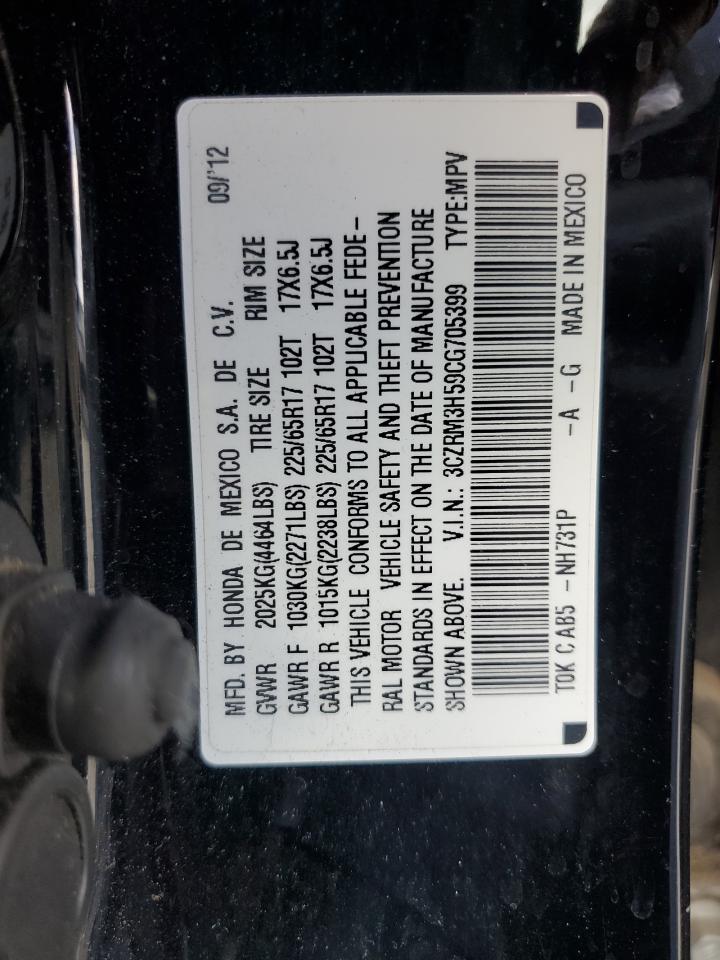 MFD. BY HONDA DE MEXICO S.A. DE C.V. 09/'12
GVWR 2025KG(4464LBS) TIRE SIZE RIM SIZE
GAWR F 1030KG(2271LBS) 225/65R17 102T 17X6.5J
GAWR R 1015KG(2238LBS) 225/65R17 102T 17X6.5J
THIS VEHICLE CONFORMS TO ALL APPLICABLE FEDE-
RAL MOTOR VEHICLE SAFETY AND THEFT PREVENTION
STANDARDS IN EFFECT ON THE DATE OF MANUFACTURE
SHOWN ABOVE. V.I.N.: 3CZRM3H59CG705399 TYPE:MPV
T0K C AB5 -NH731P -A -G MADE IN MEXICO